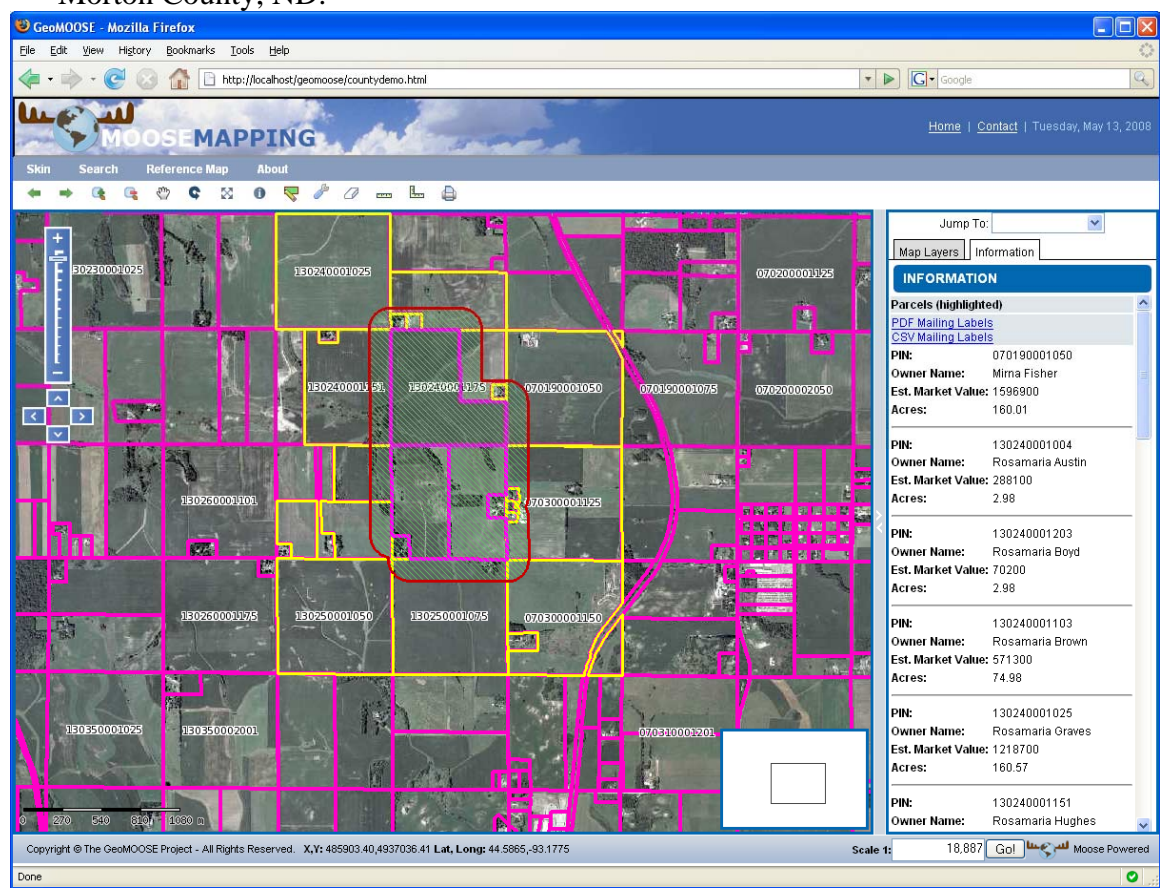 Morton County, ND.
GeoMOOSE - Mozilla Firefox
File Edit View History Bookmarks Tools Help
http://localhost/geomoose/countydemo.html
G Google
MOOSEMAPPING
Home | Contact | Tuesday, May 13, 2008
Skin Search Reference Map About
Jump To:
Map Layers Information
INFORMATION
Parcels (highlighted)
PDF Mailing Labels
CSV Mailing Labels
PIN: 070190001050
Owner Name: Mirna Fisher
Est. Market Value: 1596900
Acres: 160.01
PIN: 130240001004
Owner Name: Rosamaria Austin
Est. Market Value: 288100
Acres: 2.98
PIN: 130240001203
Owner Name: Rosamaria Boyd
Est. Market Value: 70200
Acres: 2.98
PIN: 130240001103
Owner Name: Rosamaria Brown
Est. Market Value: 571300
Acres: 74.98
PIN: 130240001025
Owner Name: Rosamaria Graves
Est. Market Value: 1218700
Acres: 160.57
PIN: 130240001151
Owner Name: Rosamaria Hughes
130230001025
130240001025
070200001125
130240001151
130240001175
070190001050
070190001075
070200002050
130260001101
070300001125
130260001175
130250001050
130250001075
070300001150
130350001025
130350002001
070310001201
0 270 540 810 1080 m
Copyright © The GeoMOOSE Project - All Rights Reserved. X,Y: 485903.40,4937036.41 Lat, Long: 44.5865,-93.1775
Scale 1: 18,887 Go! Moose Powered
Done